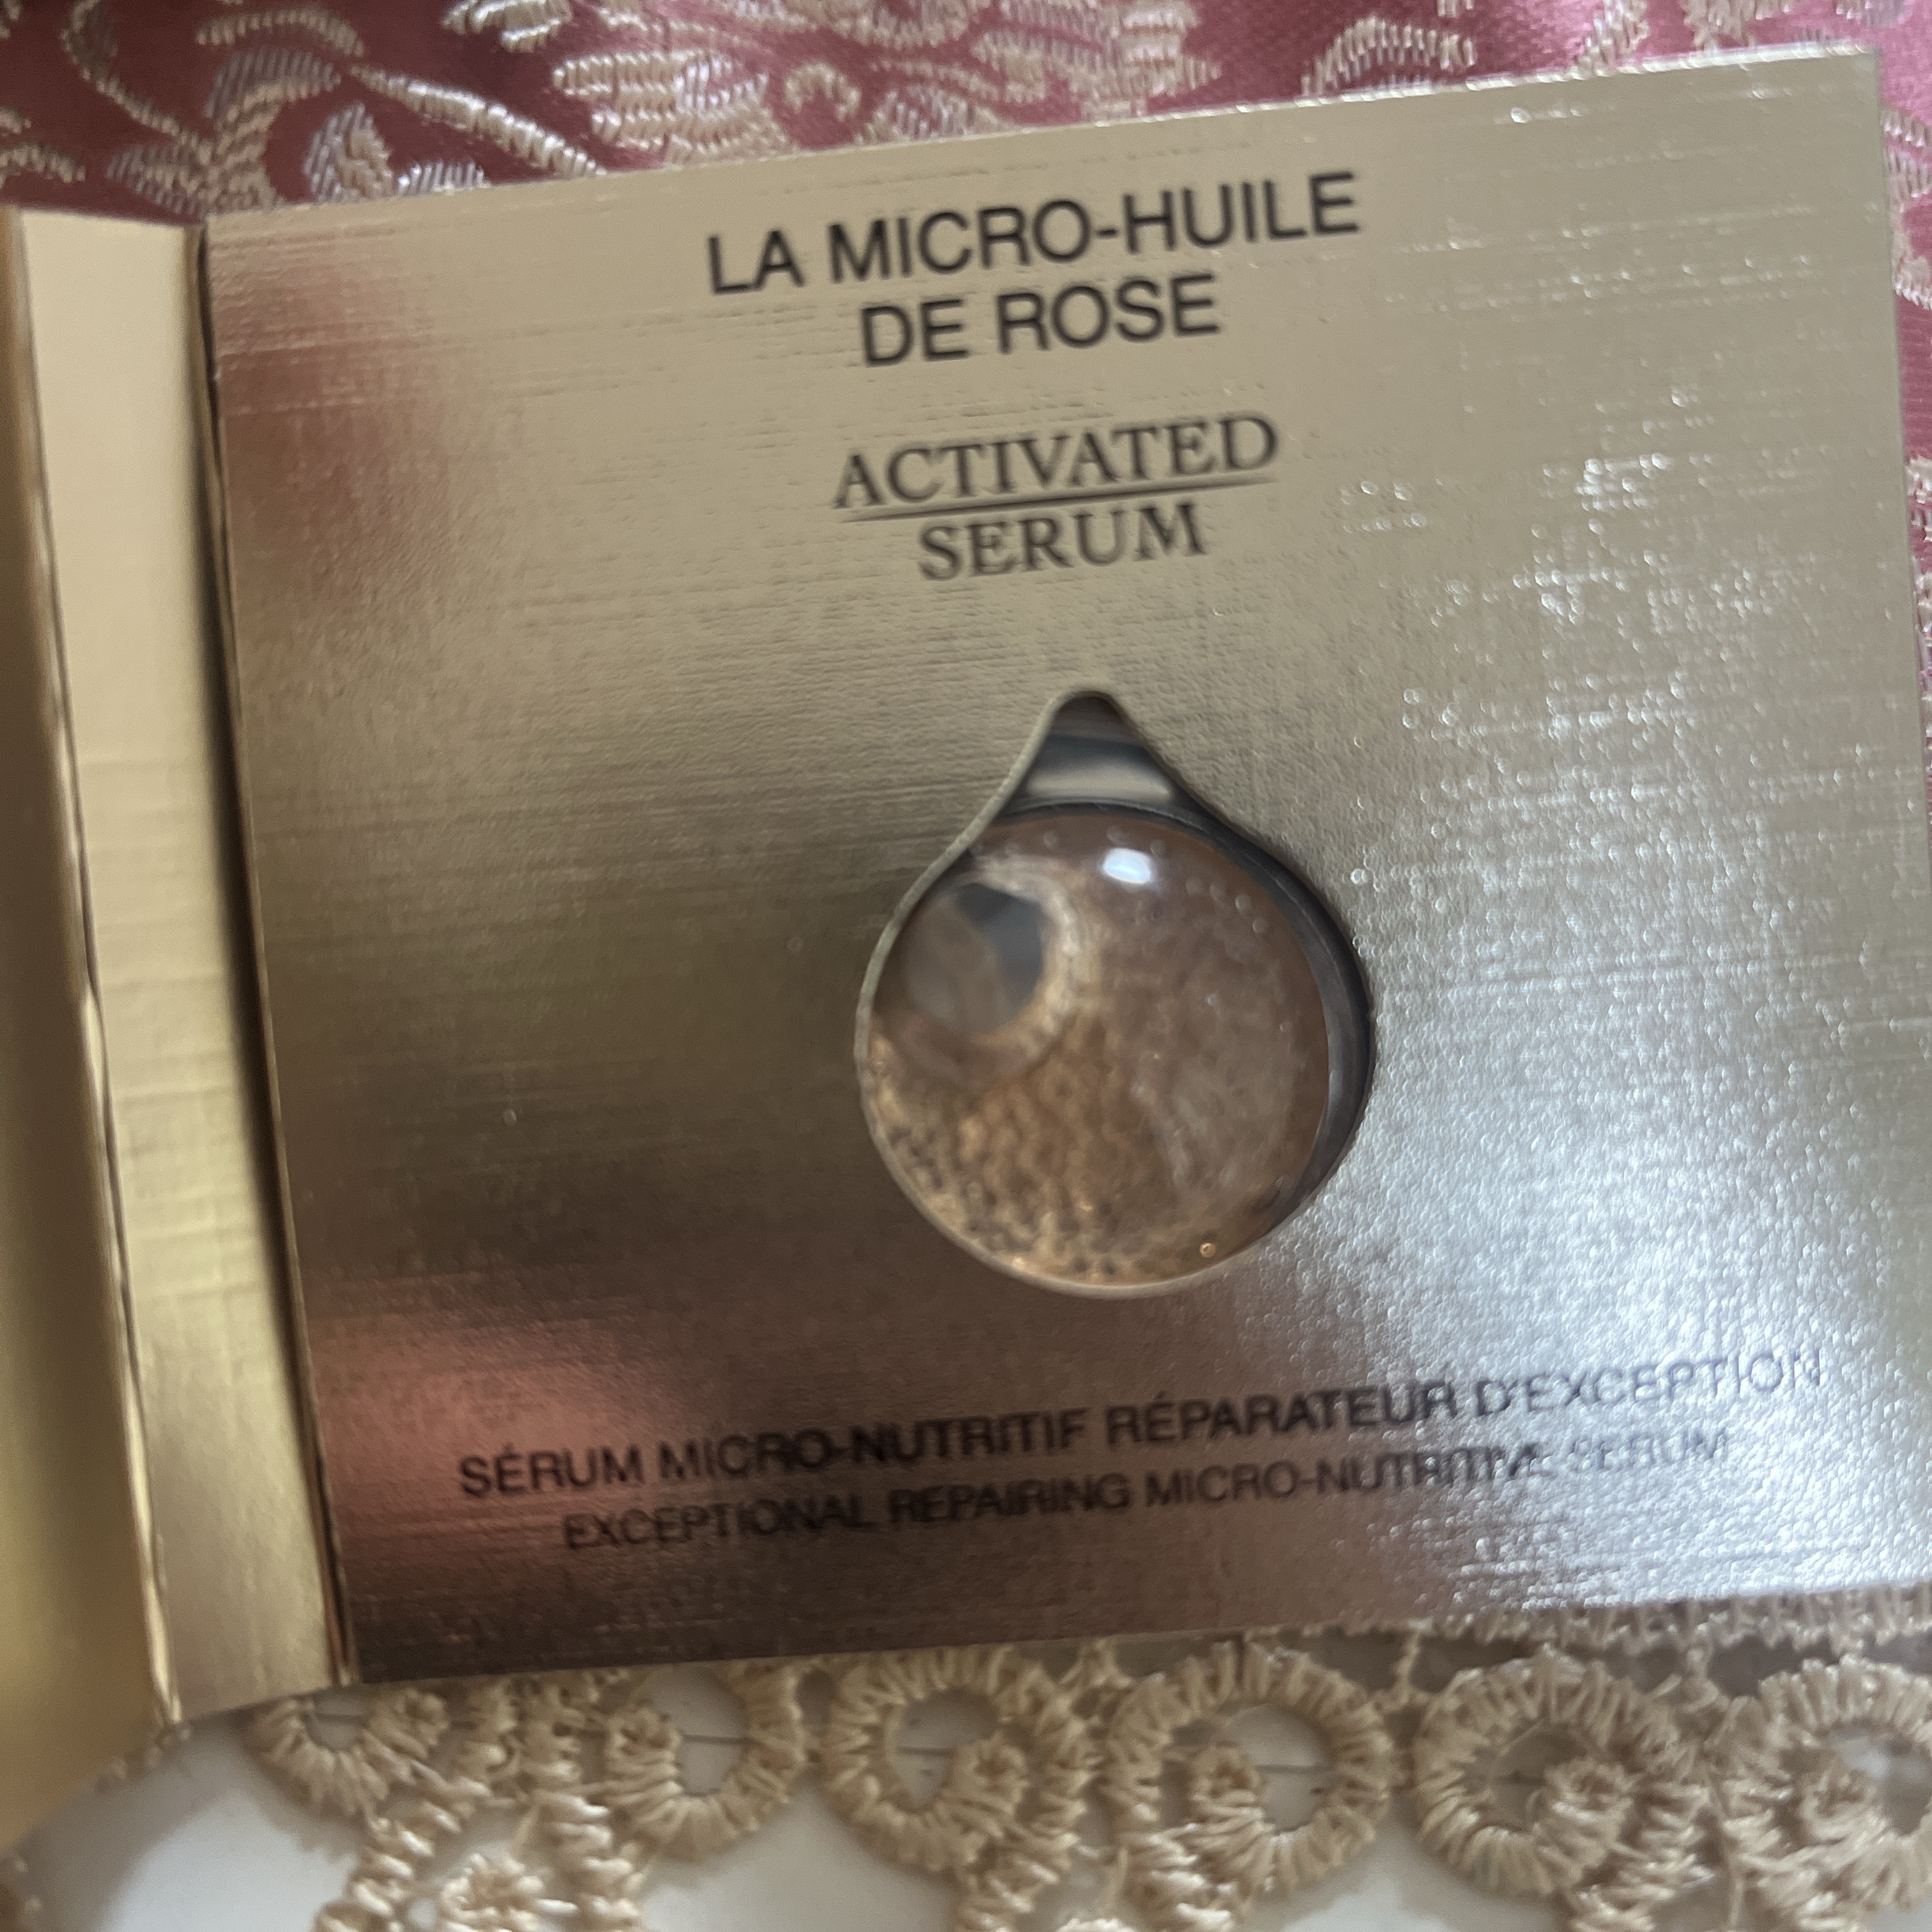 LA MICRO-HUILE
DE ROSE
ACTIVATED
SERUM
SÉRUM MICRO-NUTRITIF RÉPARATEUR D'EXCEPTION
EXCEPTIONAL REPAIRING MICRO-NUTRITIVE SERUM